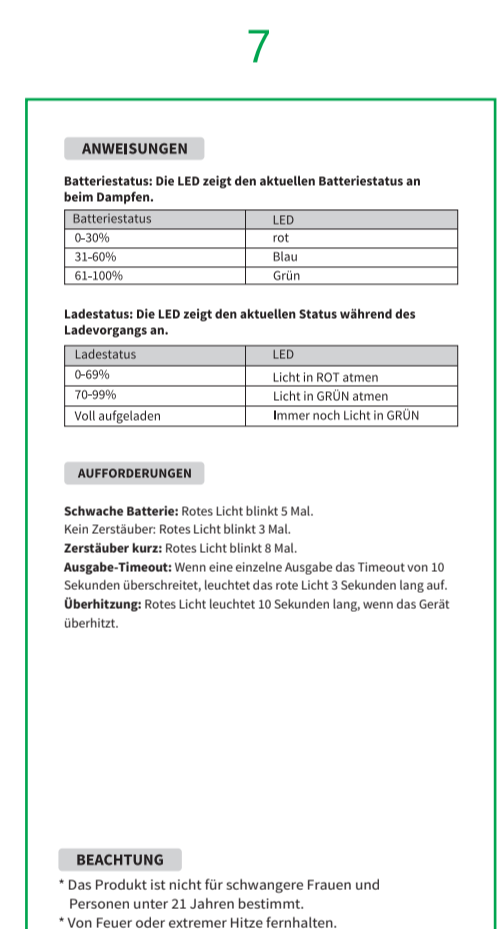 7
ANWEISUNGEN
Batteriestatus: Die LED zeigt den aktuellen Batteriestatus an
beim Dampfen.
Batteriestatus LED
0-30% rot
31-60% Blau
61-100% Grün
Ladestatus: Die LED zeigt den aktuellen Status während des
Ladevorgangs an.
Ladestatus LED
0-69% Licht in ROT atmen
70-99% Licht in GRÜN atmen
Voll aufgeladen Immer noch Licht in GRÜN
AUFFORDERUNGEN
Schwache Batterie: Rotes Licht blinkt 5 Mal.
Kein Zerstäuber: Rotes Licht blinkt 3 Mal.
Zerstäuber kurz: Rotes Licht blinkt 8 Mal.
Ausgabe-Timeout: Wenn eine einzelne Ausgabe das Timeout von 10
Sekunden überschreitet, leuchtet das rote Licht 3 Sekunden lang auf.
Überhitzung: Rotes Licht leuchtet 10 Sekunden lang, wenn das Gerät
überhitzt.
BEACHTUNG
* Das Produkt ist nicht für schwangere Frauen und
Personen unter 21 Jahren bestimmt.
* Von Feuer oder extremer Hitze fernhalten.